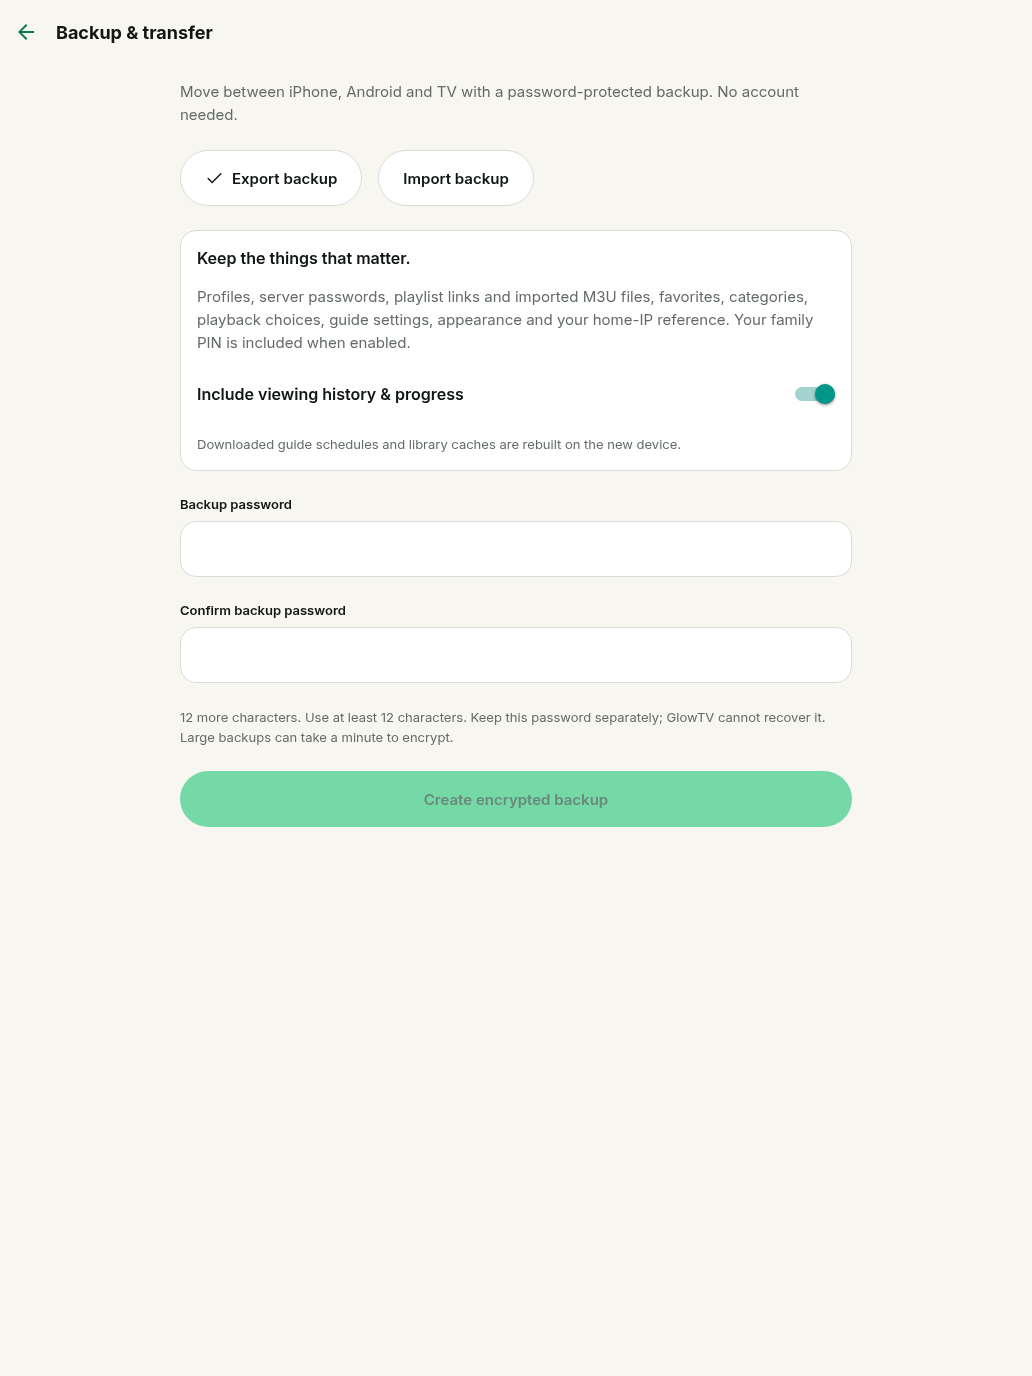 Backup & transfer
Move between iPhone, Android and TV with a password-protected backup. No account
needed.
Export backup
Import backup
Keep the things that matter.
Profiles, server passwords, playlist links and imported M3U files, favorites, categories,
playback choices, guide settings, appearance and your home-IP reference. Your family
PIN is included when enabled.
Include viewing history & progress
Downloaded guide schedules and library caches are rebuilt on the new device.
Backup password
Confirm backup password
12 more characters. Use at least 12 characters. Keep this password separately; GlowTV cannot recover it.
Large backups can take a minute to encrypt.
Create encrypted backup